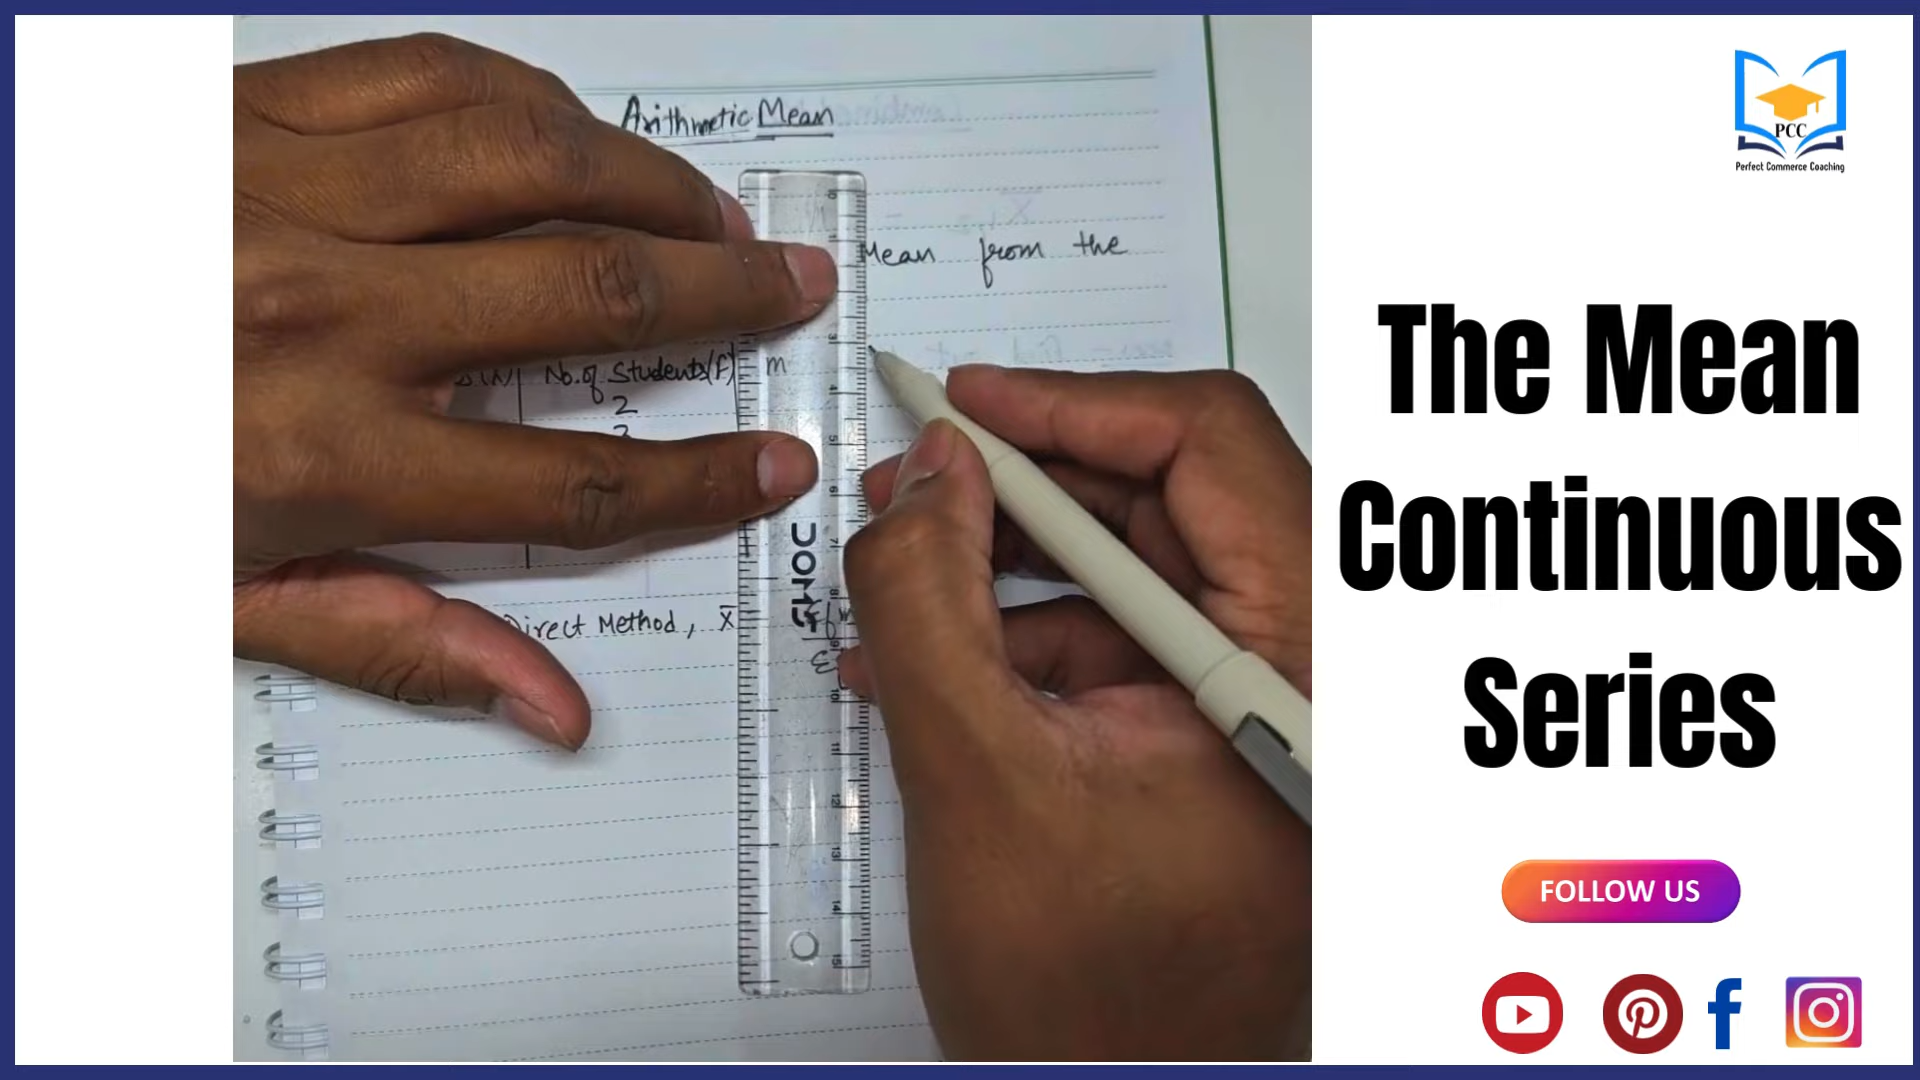 Arithmetic Mean
Mean from the
No. of Students(F) m
2
Direct Method, X̄
PCC
Perfect Commerce Coaching
The Mean
Continuous
Series
FOLLOW US